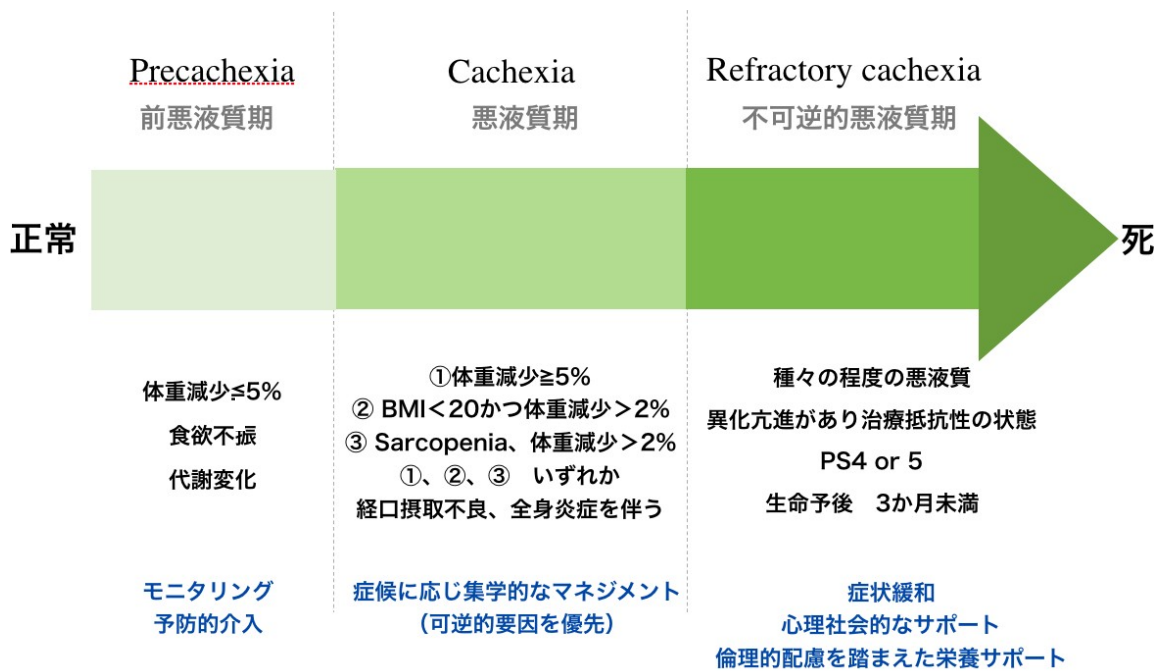 Precachexia
前悪液質期
Cachexia
悪液質期
Refractory cachexia
不可逆的悪液質期
正常
死
体重減少≦5%
食欲不振
代謝変化
①体重減少≧5%
② BMI＜20かつ体重減少＞2%
③ Sarcopenia、体重減少＞2%
①、②、③　いずれか
経口摂取不良、全身炎症を伴う
種々の程度の悪液質
異化亢進があり治療抵抗性の状態
PS4 or 5
生命予後　3か月未満
モニタリング
予防的介入
症候に応じ集学的なマネジメント
（可逆的要因を優先）
症状緩和
心理社会的なサポート
倫理的配慮を踏まえた栄養サポート